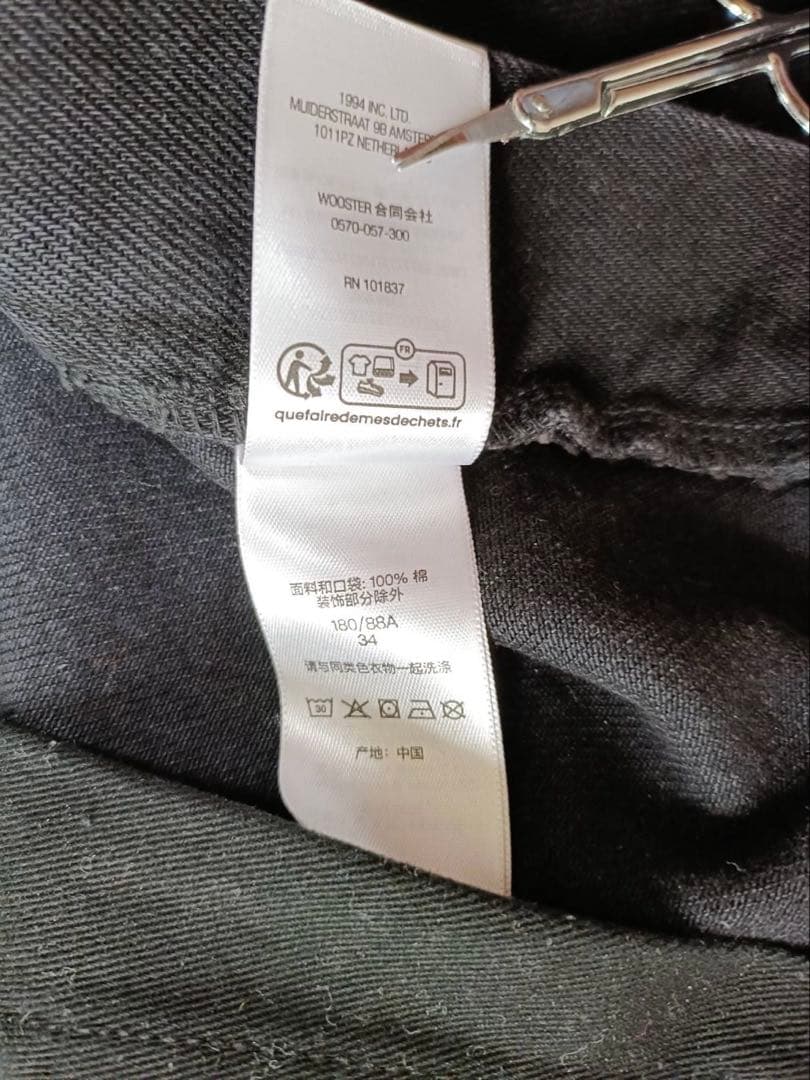 1994 INC. LTD.
MUIDERSTRAAT 9B
1011PZ
WOOSTER 合同会社
0570-057-300
RN 101837
FR
quefairedemesdechets.fr
面料和口袋: 100% 棉
装饰部分除外
180/88A
34
请与同类色衣物一起洗涤
30
产地: 中国